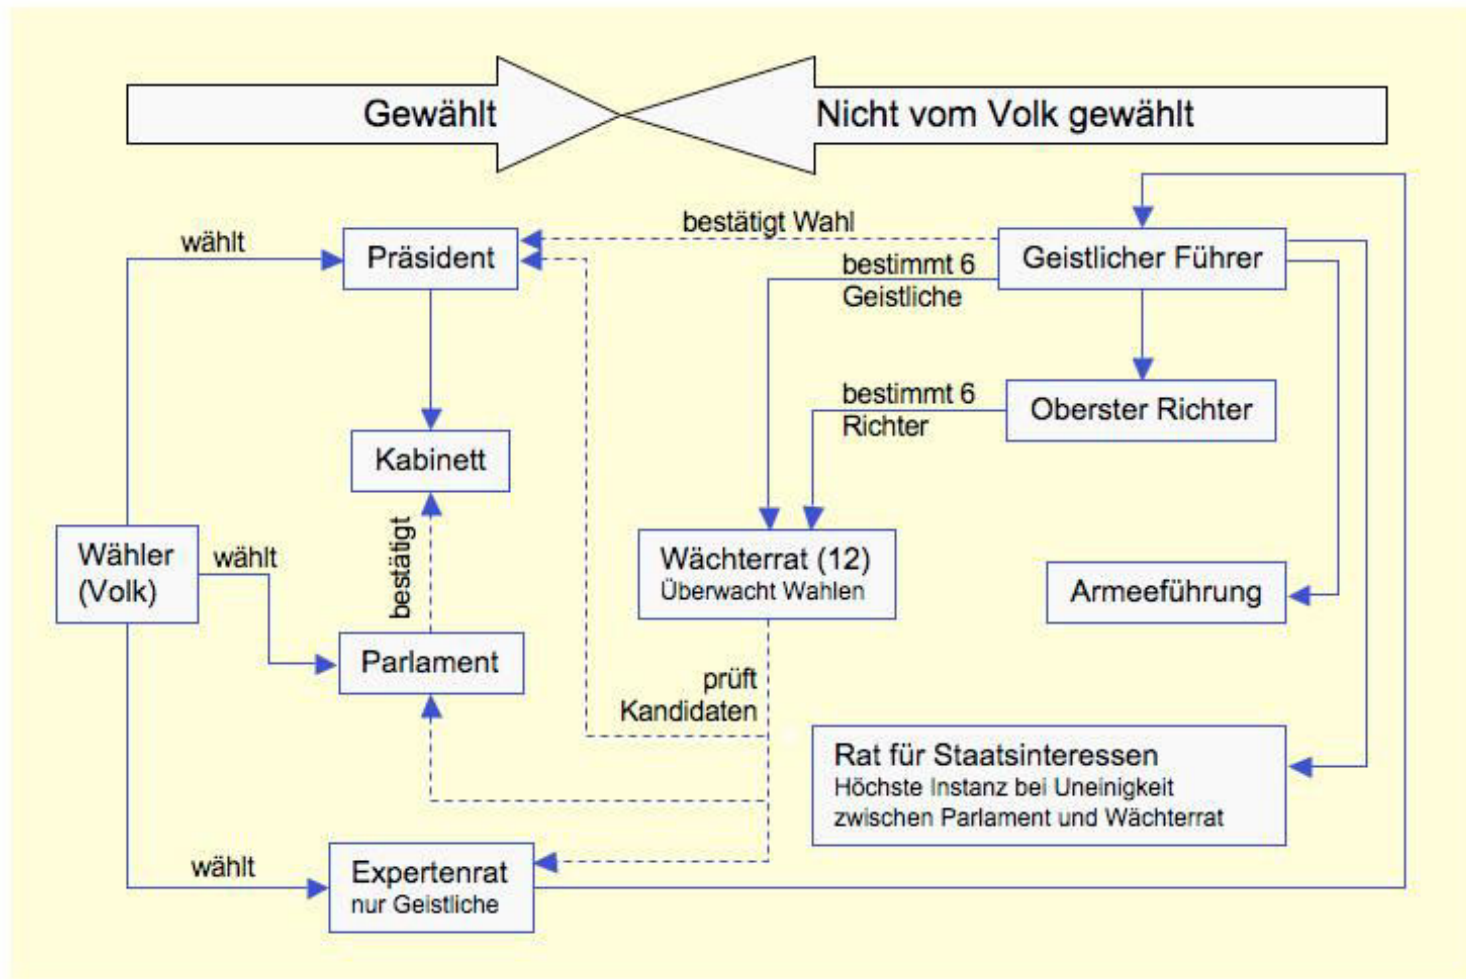 Gewählt
Nicht vom Volk gewählt
wählt
Präsident
bestätigt Wahl
Geistlicher Führer
bestimmt 6
Geistliche
bestimmt 6
Richter
Oberster Richter
Kabinett
bestätigt
Wähler
(Volk)
wählt
Wächterrat (12)
Überwacht Wahlen
Armeeführung
Parlament
prüft
Kandidaten
Rat für Staatsinteressen
Höchste Instanz bei Uneinigkeit
zwischen Parlament und Wächterrat
wählt
Expertenrat
nur Geistliche